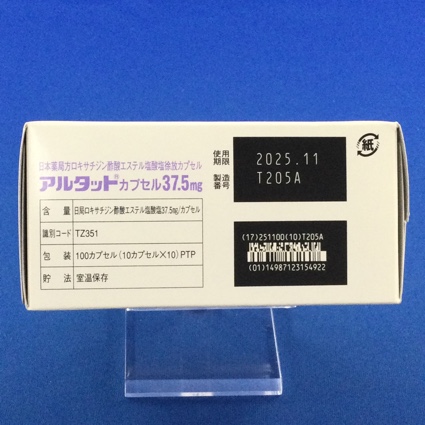 日本薬局方ロキサチジン酢酸エステル塩酸塩徐放カプセル
アルタット®カプセル37.5mg
含 量 日局ロキサチジン酢酸エステル塩酸塩37.5mg/カプセル
識別コード TZ351
包 装 100カプセル(10カプセル×10)PTP
貯 法 室温保存
使用期限 2025.11
製造番号 T205A
紙
(17)251100(10)T205A
(01)14987123154922